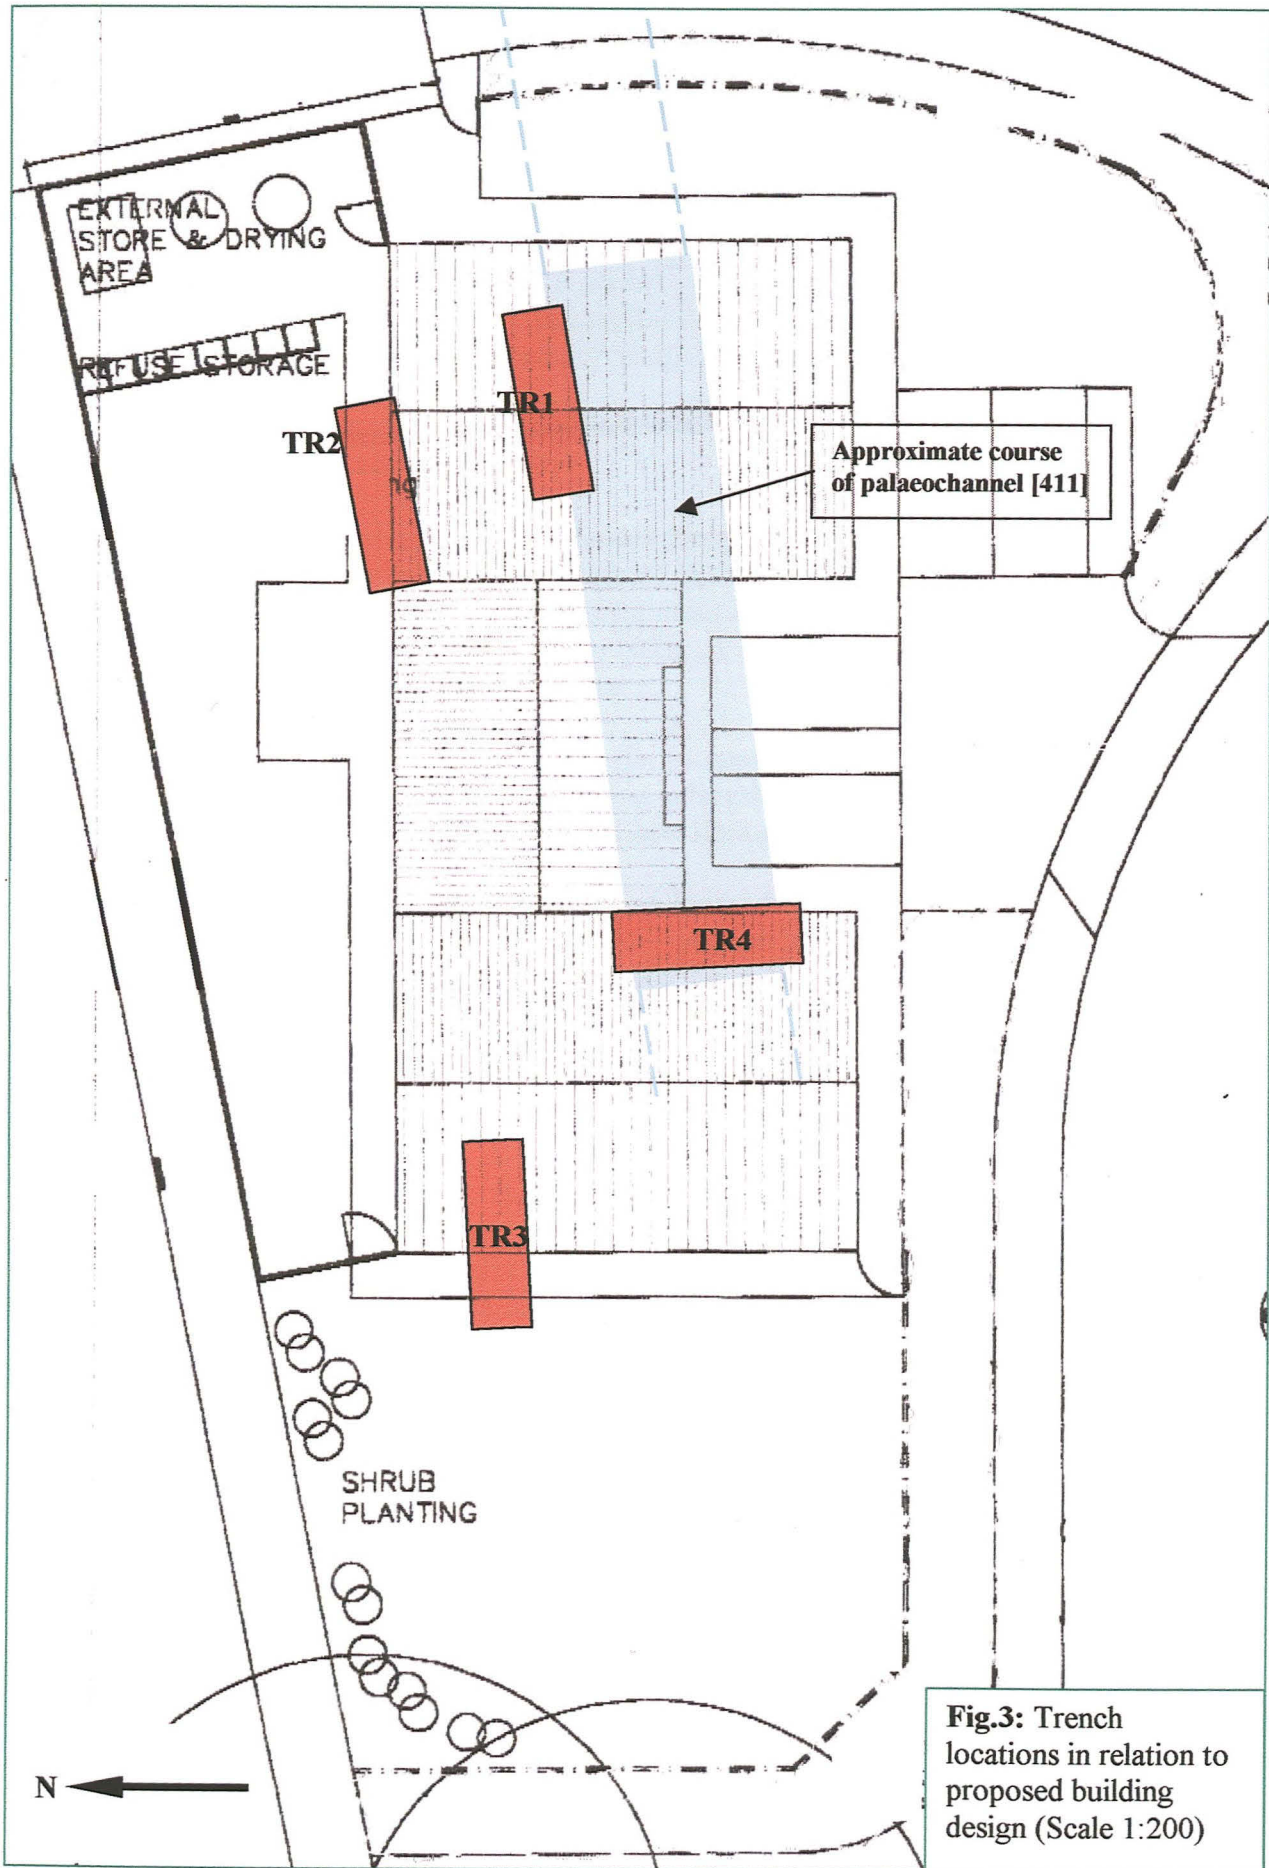 EXTERNAL
STORE & DRYING
AREA
REFUSE STORAGE
TR1
TR2
ng
Approximate course
of palaeochannel [411]
TR4
TR3
SHRUB
PLANTING
N
Fig.3: Trench
locations in relation to
proposed building
design (Scale 1:200)